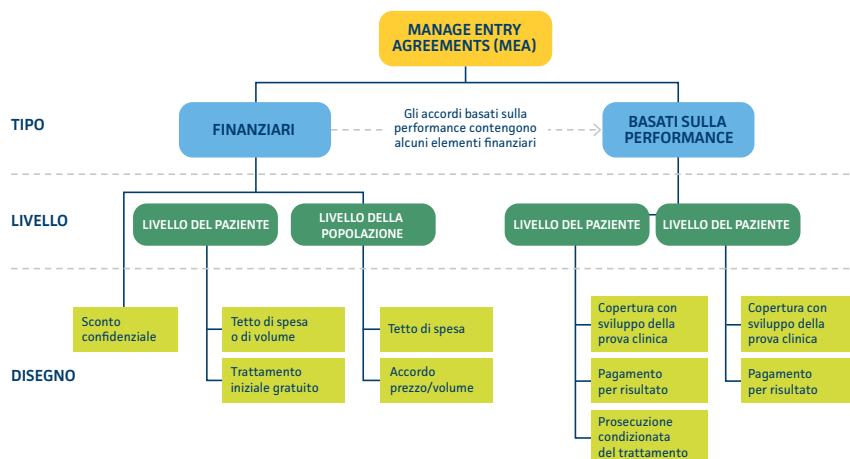 MANAGE ENTRY
AGREEMENTS (MEA)
TIPO
FINANZIARI
Gli accordi basati sulla
performance contengono
alcuni elementi finanziari
BASATI SULLA
PERFORMANCE
LIVELLO
LIVELLO DEL PAZIENTE
LIVELLO DELLA
POPOLAZIONE
LIVELLO DEL PAZIENTE
LIVELLO DEL PAZIENTE
DISEGNO
Sconto
confidenziale
Tetto di spesa
o di volume
Trattamento
iniziale gratuito
Tetto di spesa
Accordo
prezzo/volume
Copertura con
sviluppo della
prova clinica
Pagamento
per risultato
Prosecuzione
condizionata
del trattamento
Copertura con
sviluppo della
prova clinica
Pagamento
per risultato